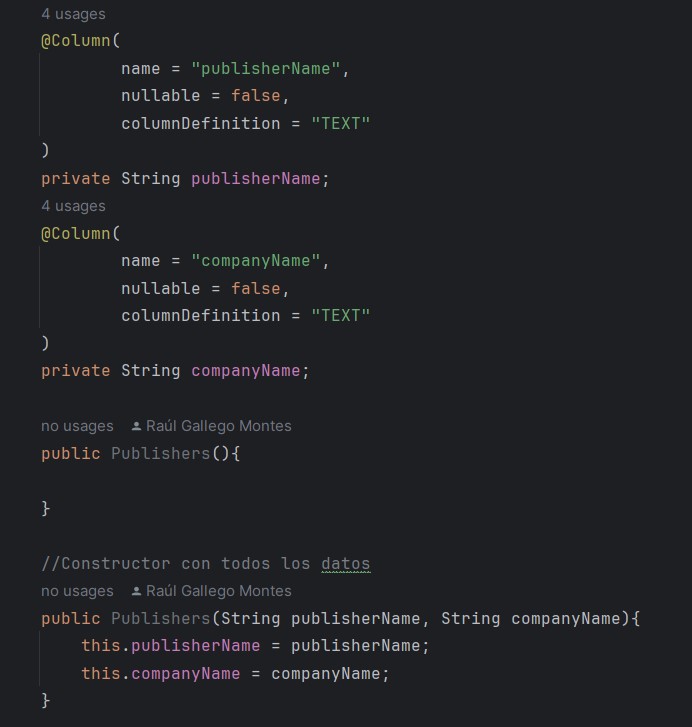 4 usages
@Column(
name = "publisherName",
nullable = false,
columnDefinition = "TEXT"
)
private String publisherName;
4 usages
@Column(
name = "companyName",
nullable = false,
columnDefinition = "TEXT"
)
private String companyName;
no usages Raúl Gallego Montes
public Publishers(){
}
//Constructor con todos los datos
no usages Raúl Gallego Montes
public Publishers(String publisherName, String companyName){
this.publisherName = publisherName;
this.companyName = companyName;
}